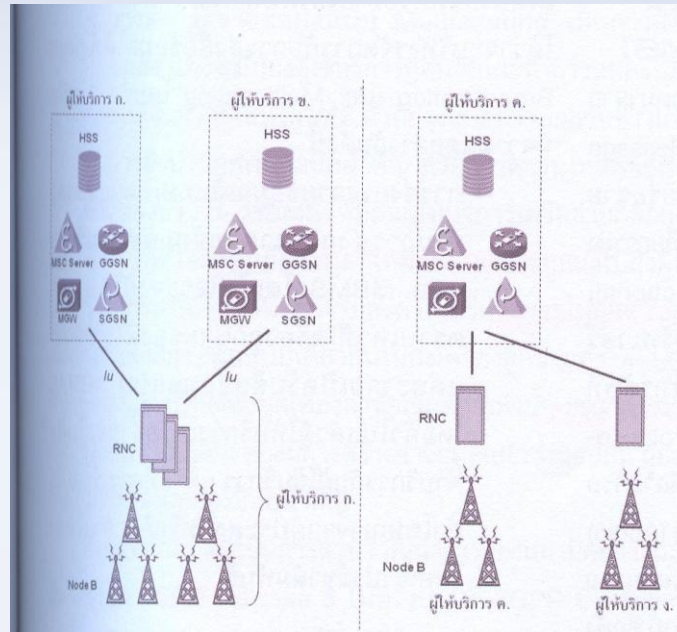 ผู้ให้บริการ ก.
HSS
MSC Server GGSN
MGW SGSN
Iu
ผู้ให้บริการ ข.
HSS
MSC Server GGSN
MGW SGSN
Iu
RNC
Node B
ผู้ให้บริการ ก.
ผู้ให้บริการ ค.
HSS
MSC Server GGSN
RNC
Node B
ผู้ให้บริการ ค. ผู้ให้บริการ ง.